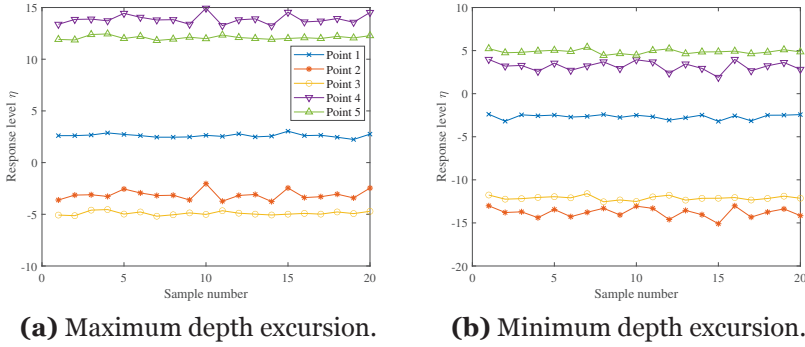 15
10
5
0
-5
-10
0 5 10 15 20
Response level η
Sample number
Point 1
Point 2
Point 3
Point 4
Point 5
(a) Maximum depth excursion.
10
5
0
-5
-10
-15
-20
0 5 10 15 20
Response level η
Sample number
(b) Minimum depth excursion.